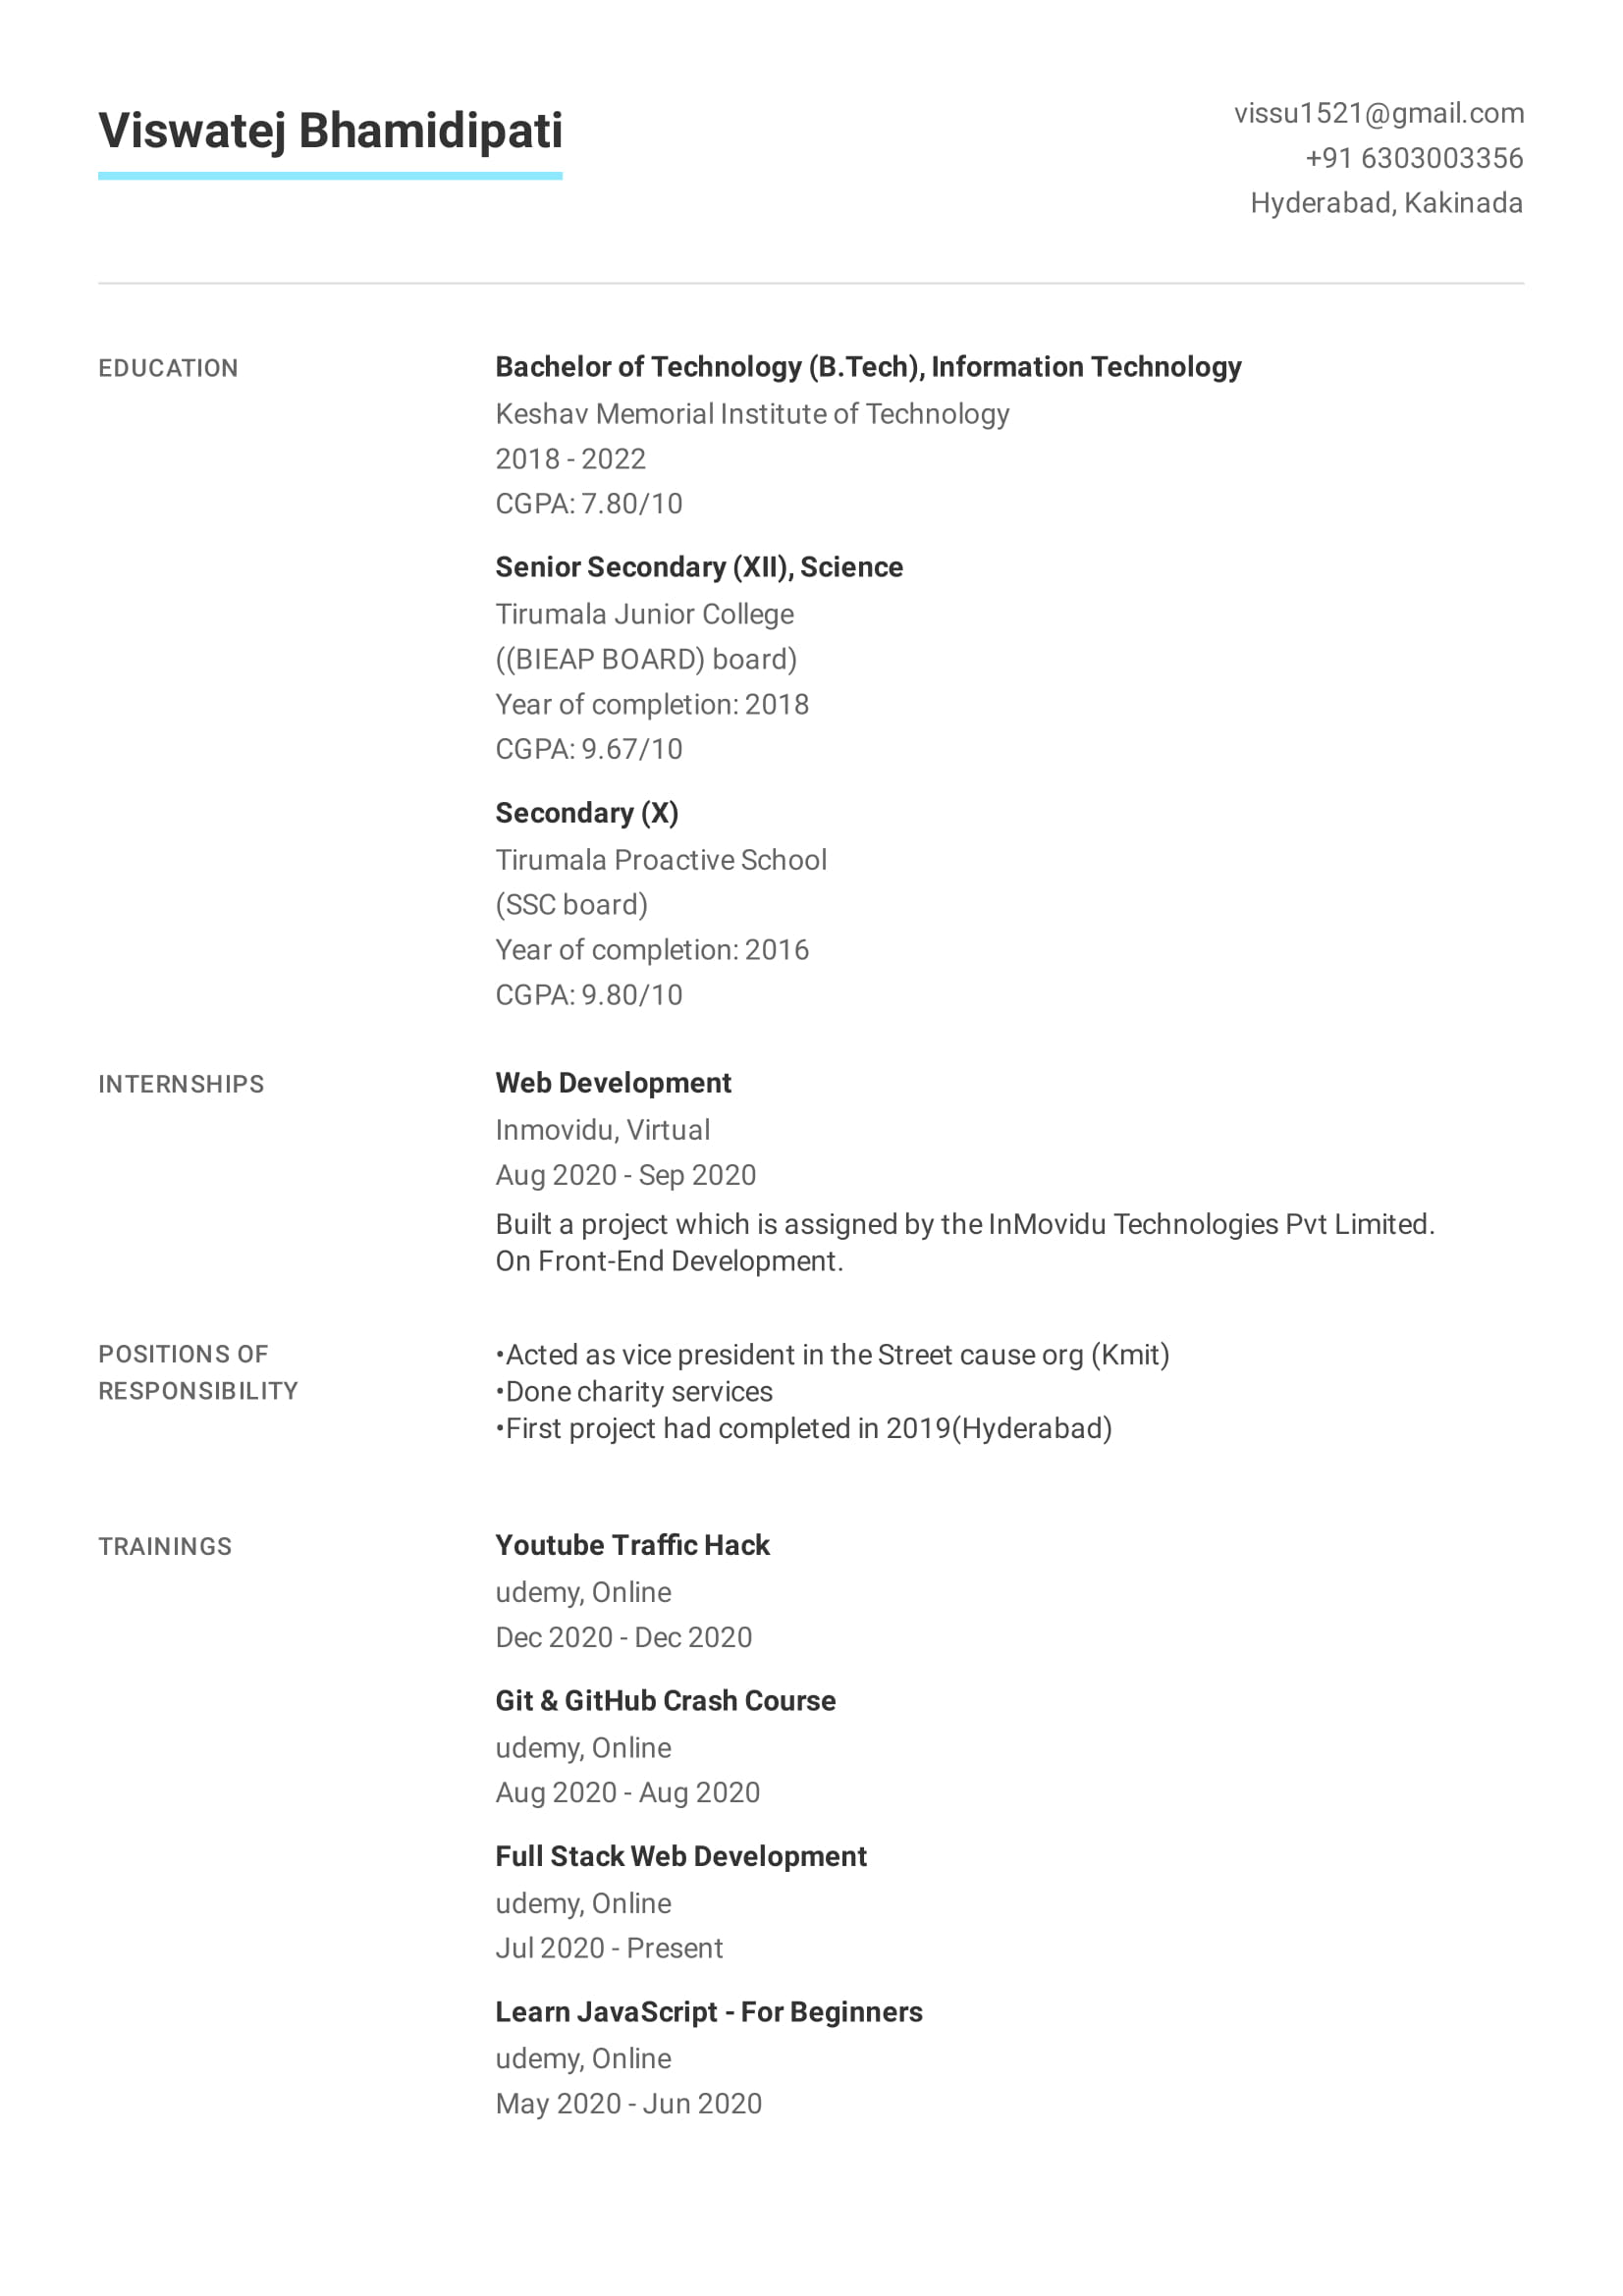 Viswatej Bhamidipati
vissu1521@gmail.com
+91 6303003356
Hyderabad, Kakinada
EDUCATION
Bachelor of Technology (B.Tech), Information Technology
Keshav Memorial Institute of Technology
2018 - 2022
CGPA: 7.80/10
Senior Secondary (XII), Science
Tirumala Junior College
((BIEAP BOARD) board)
Year of completion: 2018
CGPA: 9.67/10
Secondary (X)
Tirumala Proactive School
(SSC board)
Year of completion: 2016
CGPA: 9.80/10
INTERNSHIPS
Web Development
Inmovidu, Virtual
Aug 2020 - Sep 2020
Built a project which is assigned by the InMovidu Technologies Pvt Limited.
On Front-End Development.
POSITIONS OF
RESPONSIBILITY
•Acted as vice president in the Street cause org (Kmit)
•Done charity services
•First project had completed in 2019(Hyderabad)
TRAININGS
Youtube Traffic Hack
udemy, Online
Dec 2020 - Dec 2020
Git & GitHub Crash Course
udemy, Online
Aug 2020 - Aug 2020
Full Stack Web Development
udemy, Online
Jul 2020 - Present
Learn JavaScript - For Beginners
udemy, Online
May 2020 - Jun 2020